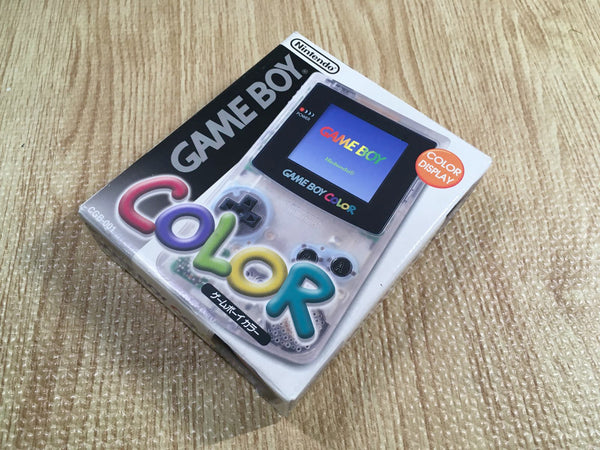 Nintendo
GAME BOY
COLOR
CGB-001
ゲームボーイカラー
POWER
GAME BOY
Nintendo
GAME BOY COLOR
COLOR
DISPLAY
B
A